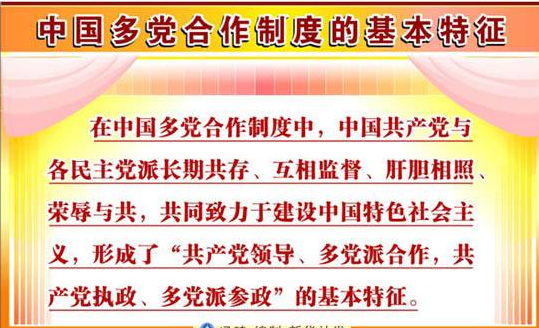 中国多党合作制度的基本特征
在中国多党合作制度中，中国共产党与
各民主党派长期共存、互相监督、肝胆相照、
荣辱与共，共同致力于建设中国特色社会主
义，形成了“共产党领导、多党派合作，共
产党执政、多党派参政”的基本特征。